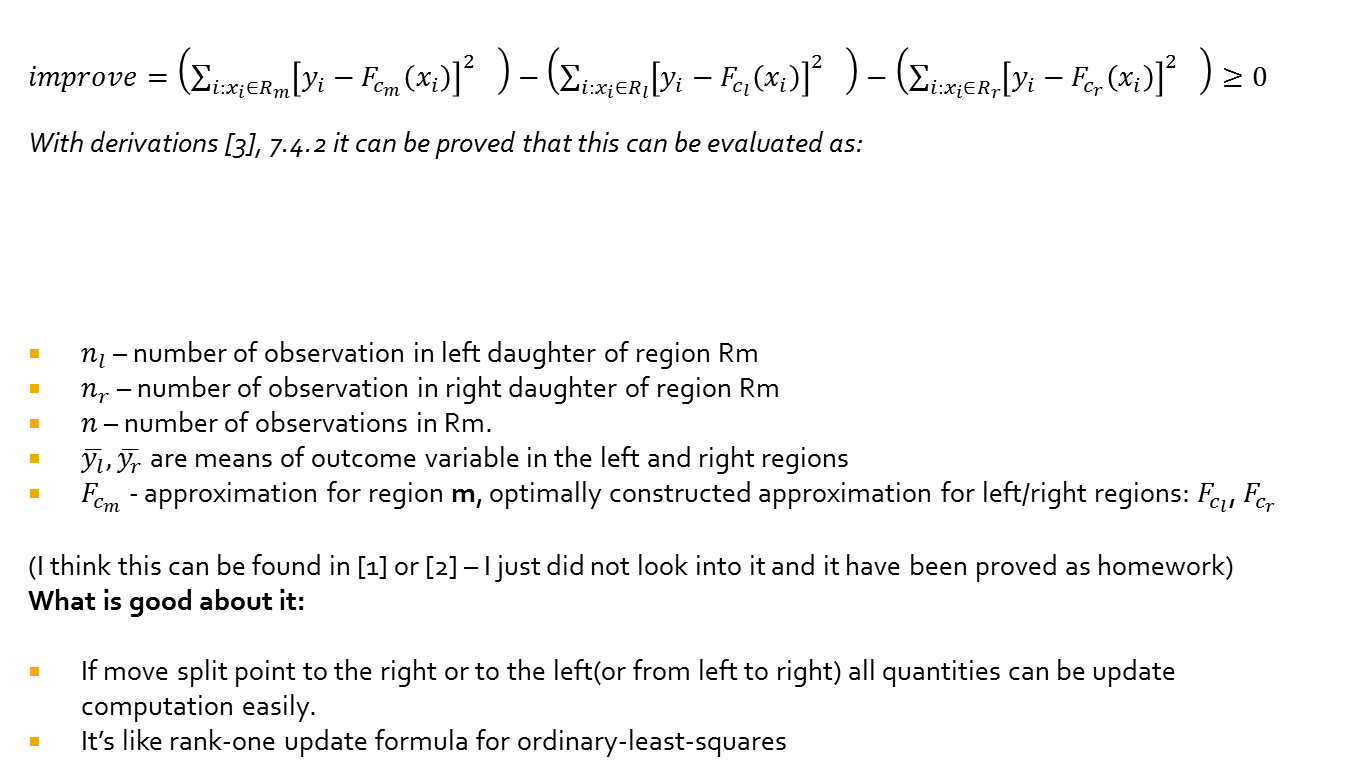 improve = (∑_{i:x_i∈R_m}[y_i − F_{c_m}(x_i)]² ) − (∑_{i:x_i∈R_l}[y_i − F_{c_l}(x_i)]² ) − (∑_{i:x_i∈R_r}[y_i − F_{c_r}(x_i)]² ) ≥ 0
With derivations [3], 7.4.2 it can be proved that this can be evaluated as:
▪ n_l – number of observation in left daughter of region Rm
▪ n_r – number of observation in right daughter of region Rm
▪ n – number of observations in Rm.
▪ y̅_l, y̅_r are means of outcome variable in the left and right regions
▪ F_{c_m} - approximation for region m, optimally constructed approximation for left/right regions: F_{c_l}, F_{c_r}
(I think this can be found in [1] or [2] – I just did not look into it and it have been proved as homework)
What is good about it:
▪ If move split point to the right or to the left(or from left to right) all quantities can be update
computation easily.
▪ It’s like rank-one update formula for ordinary-least-squares